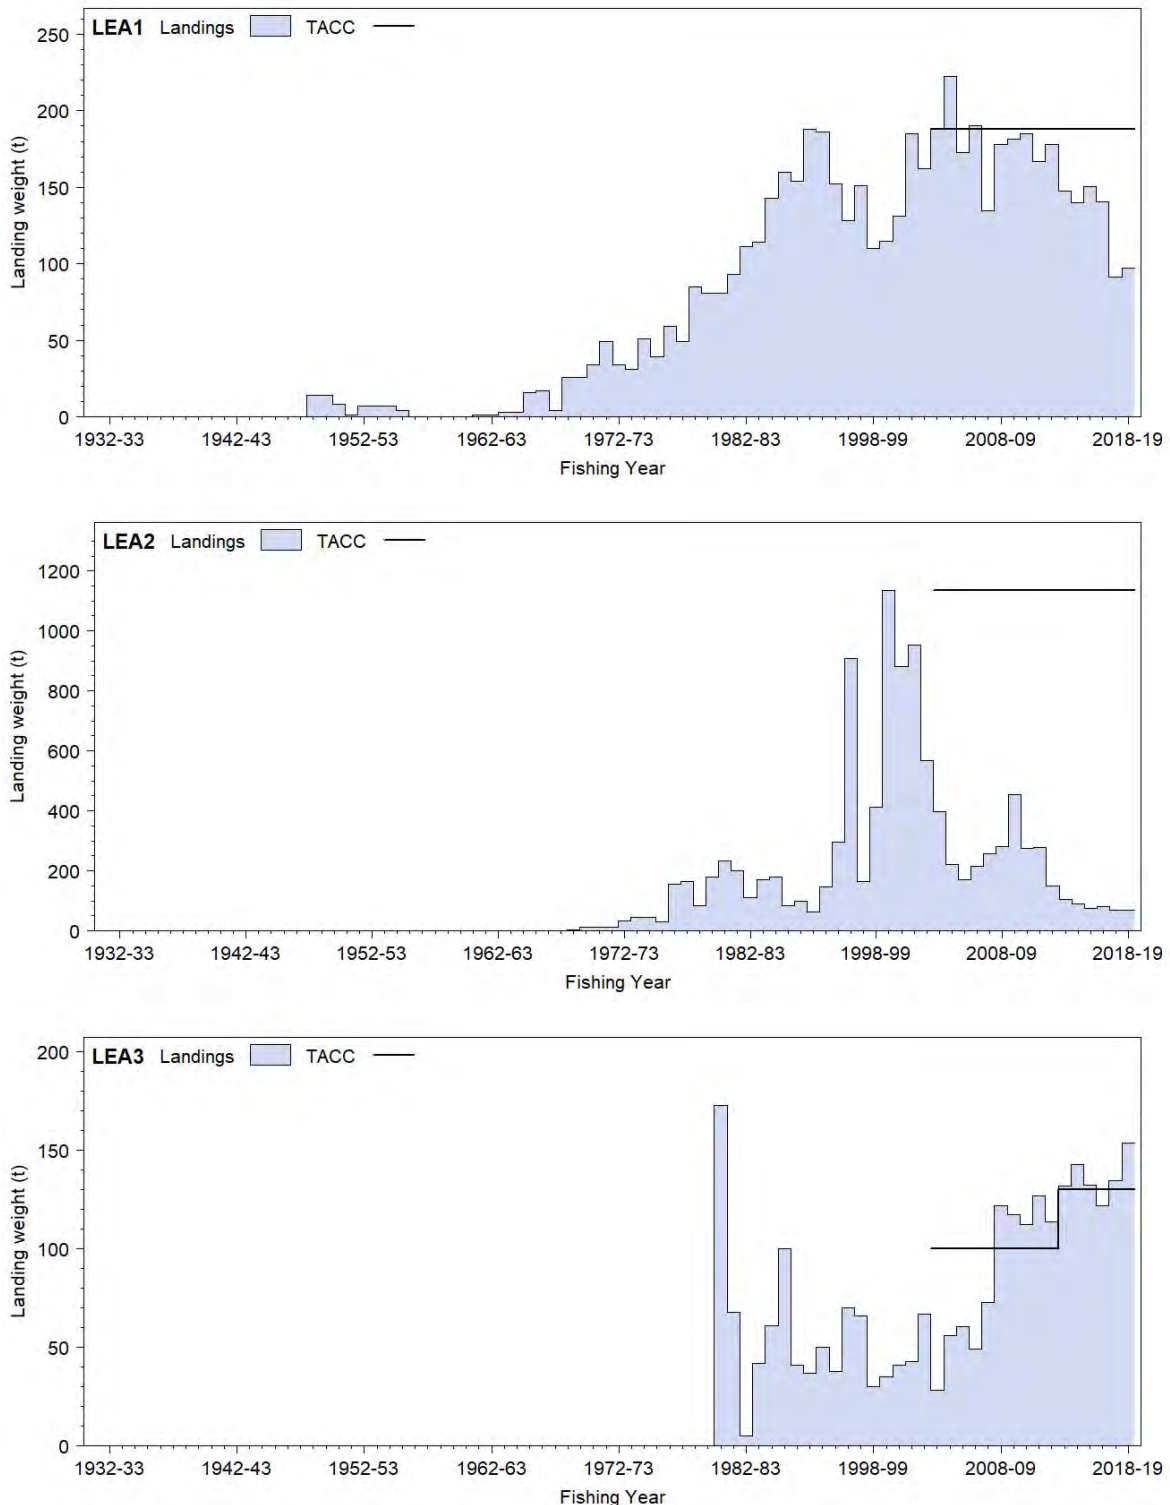 LEA1 Landings TACC
250
200
150
100
50
0
Landing weight (t)
1932-33 1942-43 1952-53 1962-63 1972-73 1982-83 1998-99 2008-09 2018-19
Fishing Year
LEA2 Landings TACC
1200
1000
800
600
400
200
0
Landing weight (t)
1932-33 1942-43 1952-53 1962-63 1972-73 1982-83 1998-99 2008-09 2018-19
Fishing Year
LEA3 Landings TACC
200
150
100
50
0
Landing weight (t)
1932-33 1942-43 1952-53 1962-63 1972-73 1982-83 1998-99 2008-09 2018-19
Fishing Year